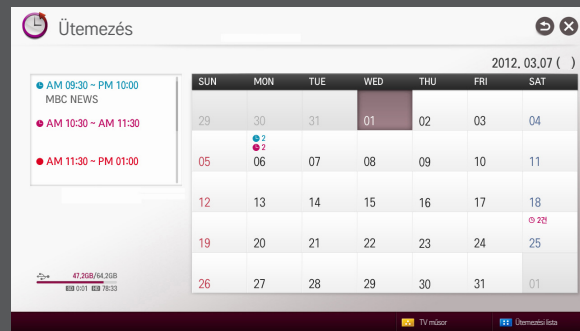 Ütemezés
2012. 03.07 ( )
AM 09:30 ~ PM 10:00
MBC NEWS
AM 10:30 ~ AM 11:30
AM 11:30 ~ PM 01:00
SUN MON TUE WED THU FRI SAT
29 30 31 01 02 03 04
2
2
05 06 07 08 09 10 11
12 13 14 15 16 17 18
2건
19 20 21 22 23 24 25
26 27 28 29 30 31 01
47,2GB/64,2GB
SD 0:01 HD 78:33
TV műsor
Ütemezési lista